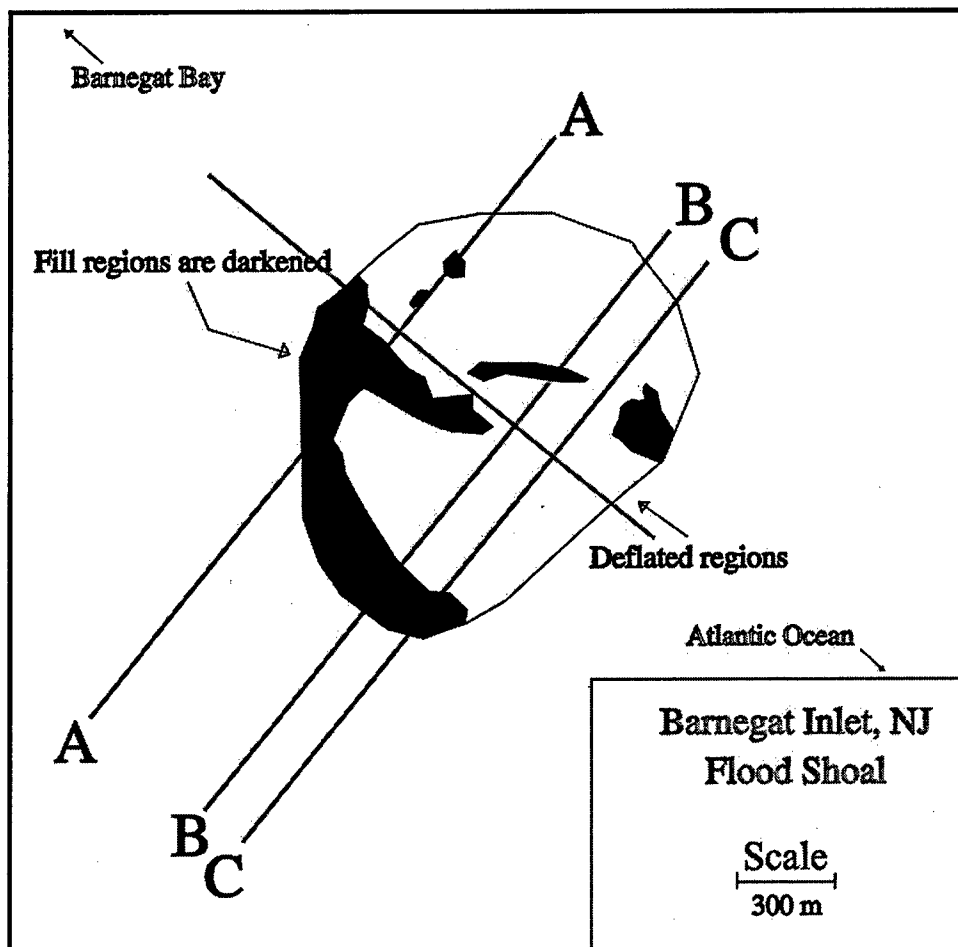 Barnegat Bay
A
B
C
Fill regions are darkened
Deflated regions
Atlantic Ocean
A
B
C
Barnegat Inlet, NJ
Flood Shoal
Scale
300 m